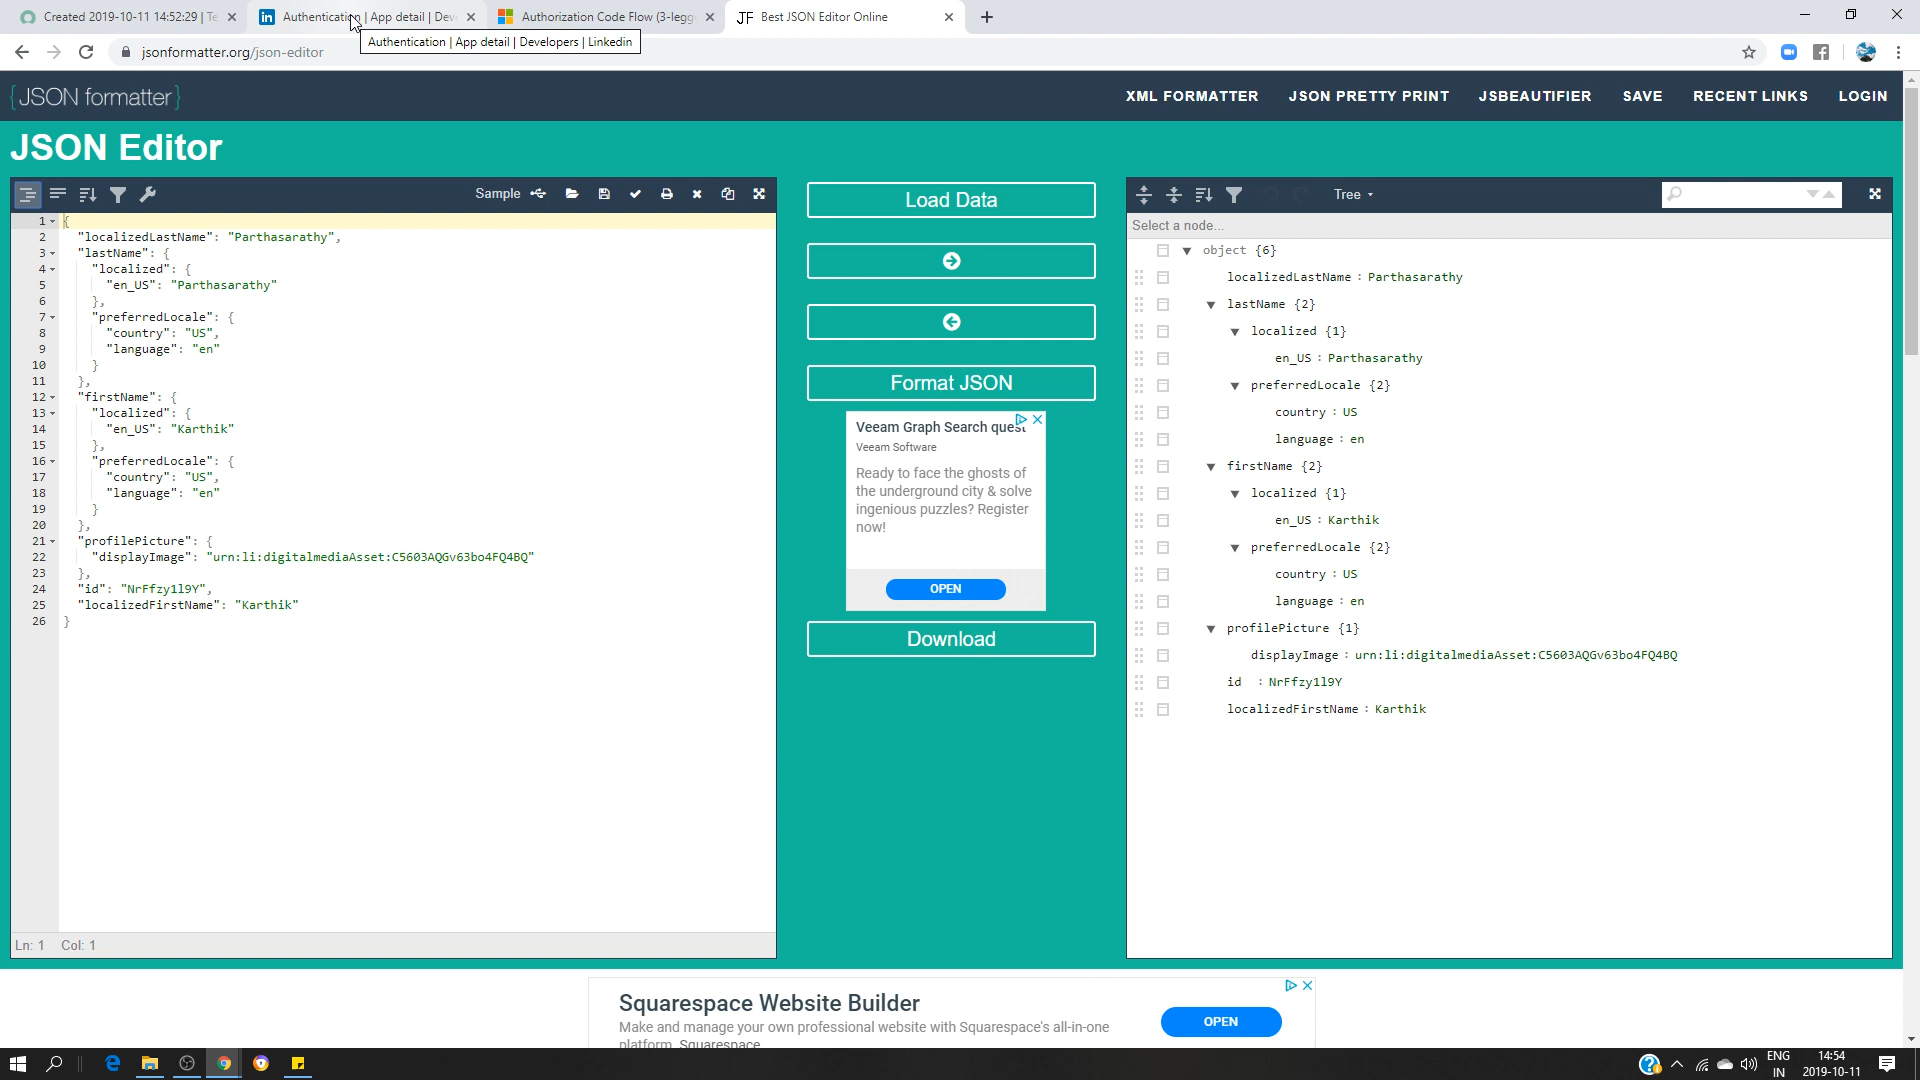 Created 2019-10-11 14:52:29 | Te
Authentication | App detail | Dev
Authorization Code Flow (3-legg
JF Best JSON Editor Online
Authentication | App detail | Developers | Linkedin
jsonformatter.org/json-editor
{JSON formatter}
XML FORMATTER
JSON PRETTY PRINT
JSBEAUTIFIER
SAVE
RECENT LINKS
LOGIN
JSON Editor
Sample
1 {
2 "localizedLastName": "Parthasarathy",
3 "lastName": {
4 "localized": {
5 "en_US": "Parthasarathy"
6 },
7 "preferredLocale": {
8 "country": "US",
9 "language": "en"
10 }
11 },
12 "firstName": {
13 "localized": {
14 "en_US": "Karthik"
15 },
16 "preferredLocale": {
17 "country": "US",
18 "language": "en"
19 }
20 },
21 "profilePicture": {
22 "displayImage": "urn:li:digitalmediaAsset:C5603AQGv63bo4FQ4BQ"
23 },
24 "id": "NrFfzy1l9Y",
25 "localizedFirstName": "Karthik"
26 }
Ln: 1 Col: 1
Load Data
Format JSON
Veeam Graph Search quest
Veeam Software
Ready to face the ghosts of
the underground city & solve
ingenious puzzles? Register
now!
OPEN
Download
Tree
Select a node...
object {6}
localizedLastName : Parthasarathy
lastName {2}
localized {1}
en_US : Parthasarathy
preferredLocale {2}
country : US
language : en
firstName {2}
localized {1}
en_US : Karthik
preferredLocale {2}
country : US
language : en
profilePicture {1}
displayImage : urn:li:digitalmediaAsset:C5603AQGv63bo4FQ4BQ
id : NrFfzy1l9Y
localizedFirstName : Karthik
Squarespace Website Builder
Make and manage your own professional website with Squarespace's all-in-one
platform. Squarespace
OPEN
ENG
IN
14:54
2019-10-11